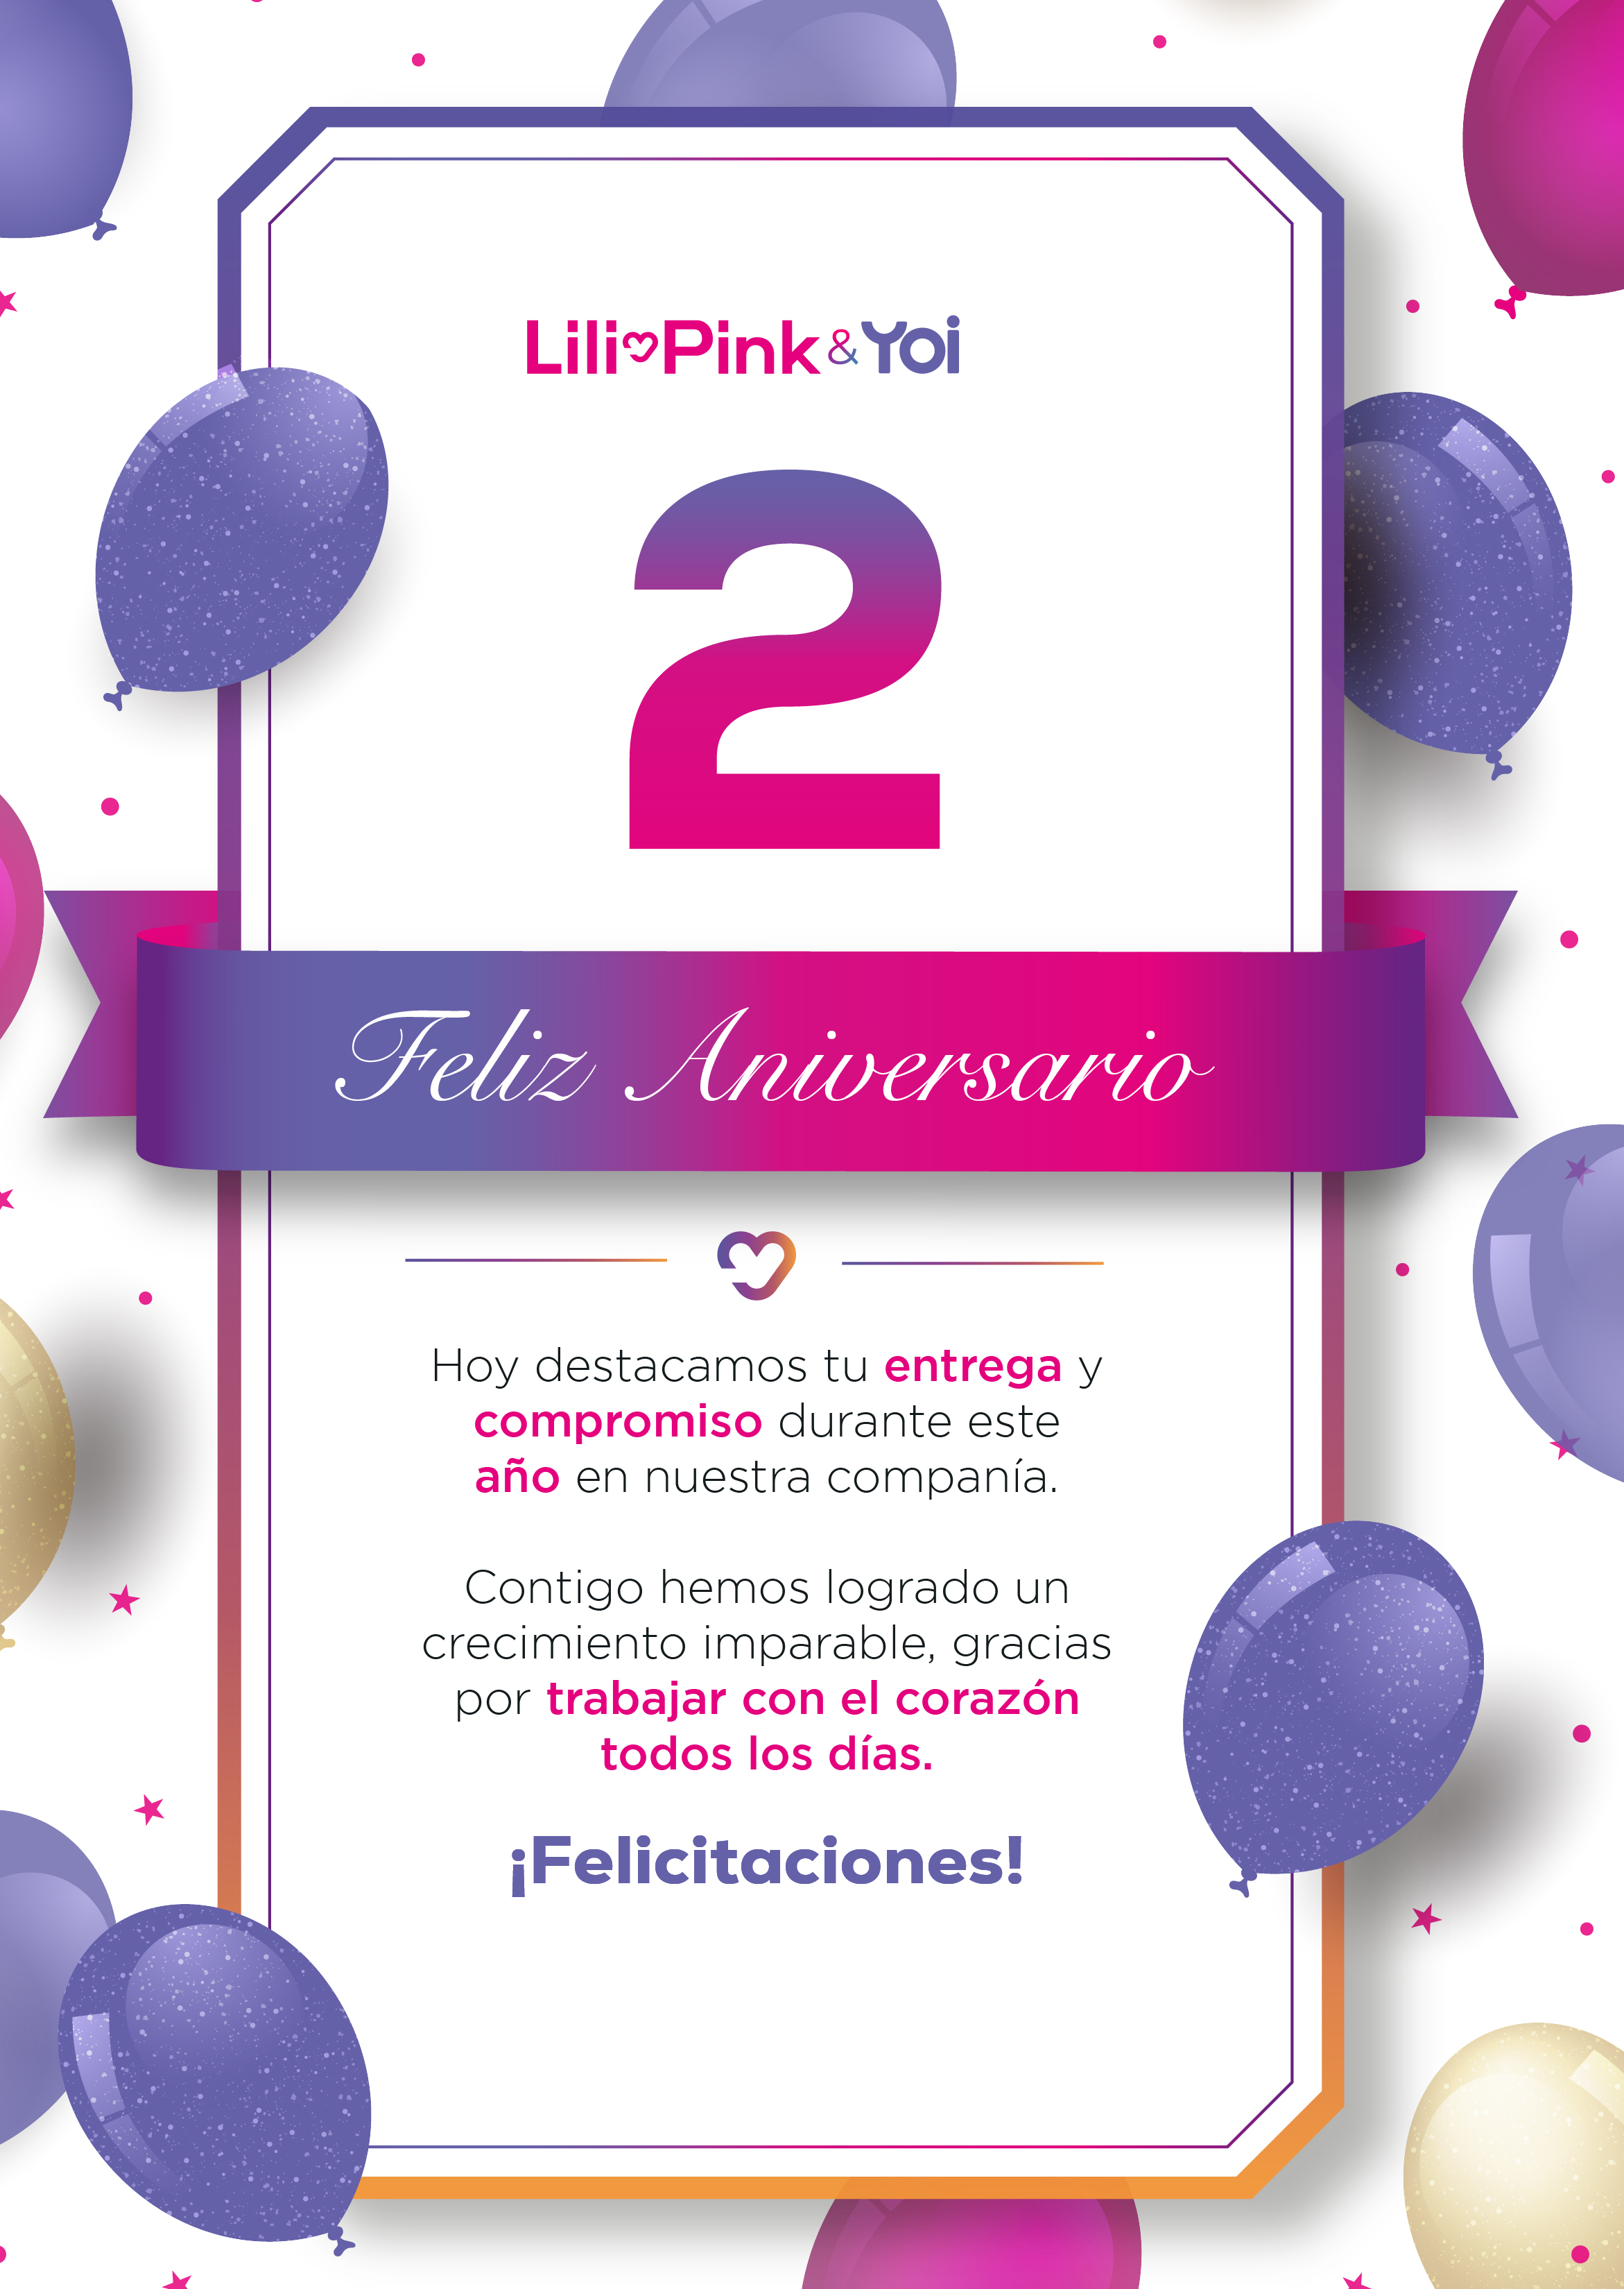 Lili Pink & Yoi
2
Feliz Aniversario
Hoy destacamos tu entrega y
compromiso durante este
año en nuestra companía.
Contigo hemos logrado un
crecimiento imparable, gracias
por trabajar con el corazón
todos los días.
¡Felicitaciones!